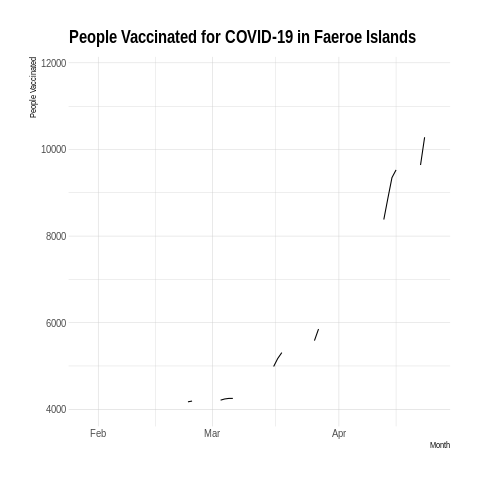 People Vaccinated for COVID-19 in Faeroe Islands
People Vaccinated
12000
10000
8000
6000
4000
Feb Mar Apr
Month